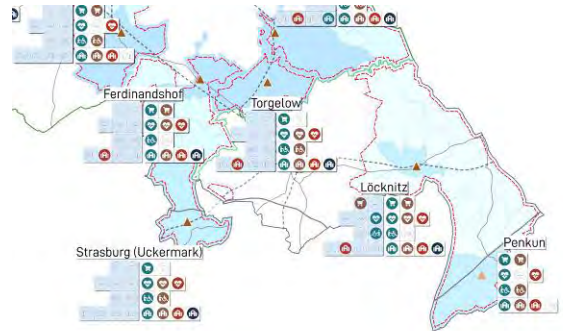 Ferdinandshof
Torgelow
Löcknitz
Strasburg (Uckermark)
Penkun